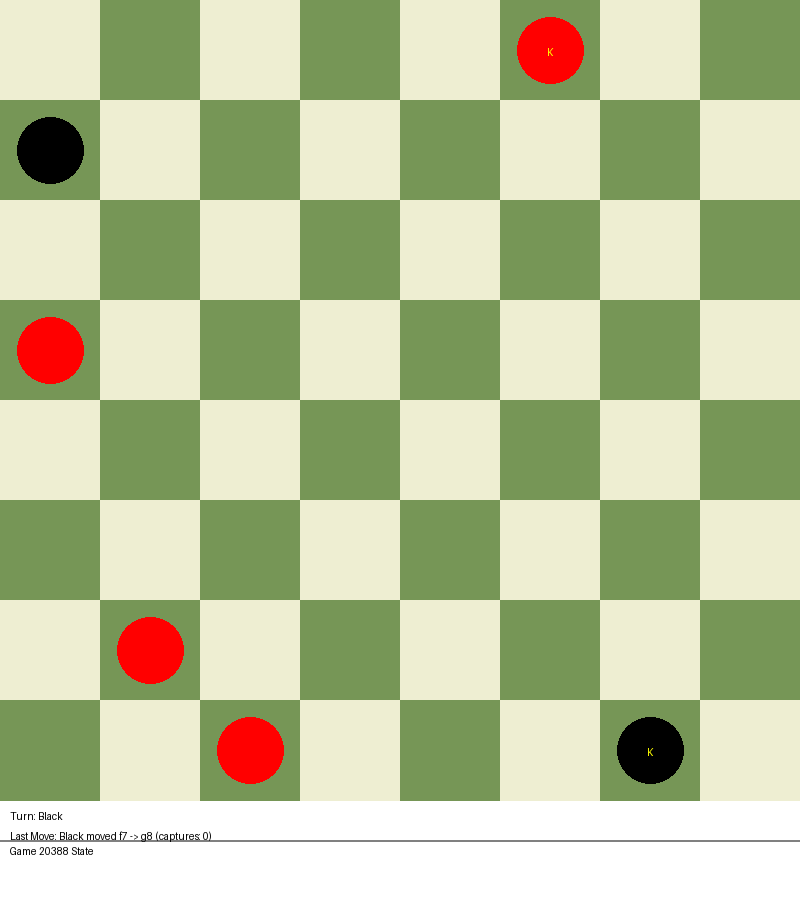 K
K
Turn: Black
Last Move: Black moved f7 -> g8 (captures: 0)
Game 20388 State